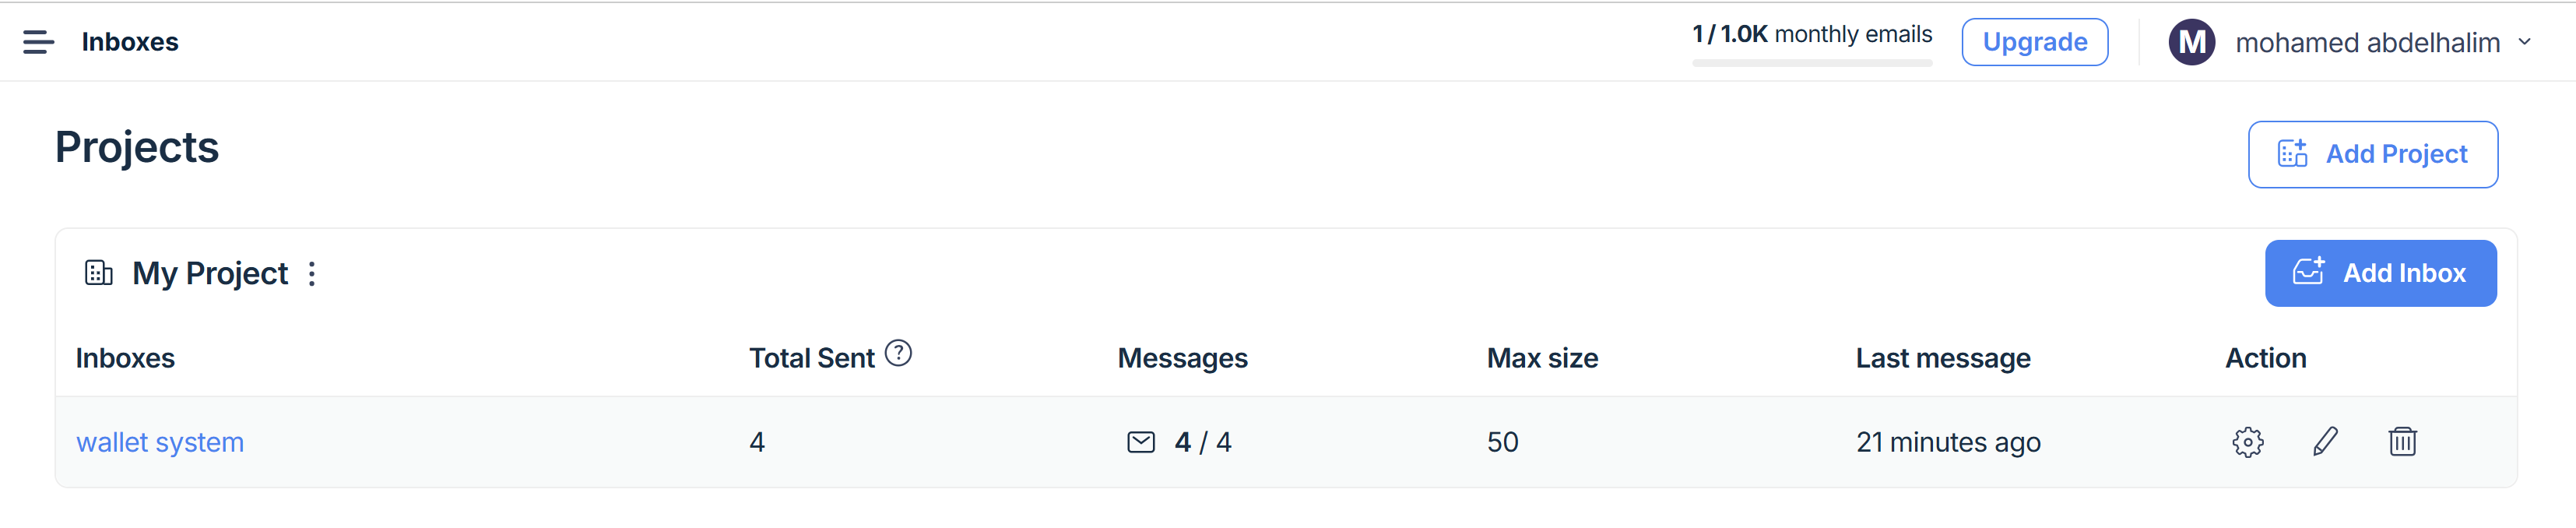 Inboxes
1 / 1.0K monthly emails
Upgrade
M
mohamed abdelhalim
Projects
Add Project
My Project
Add Inbox
Inboxes Total Sent ? Messages Max size Last message Action
wallet system 4 4 / 4 50 21 minutes ago